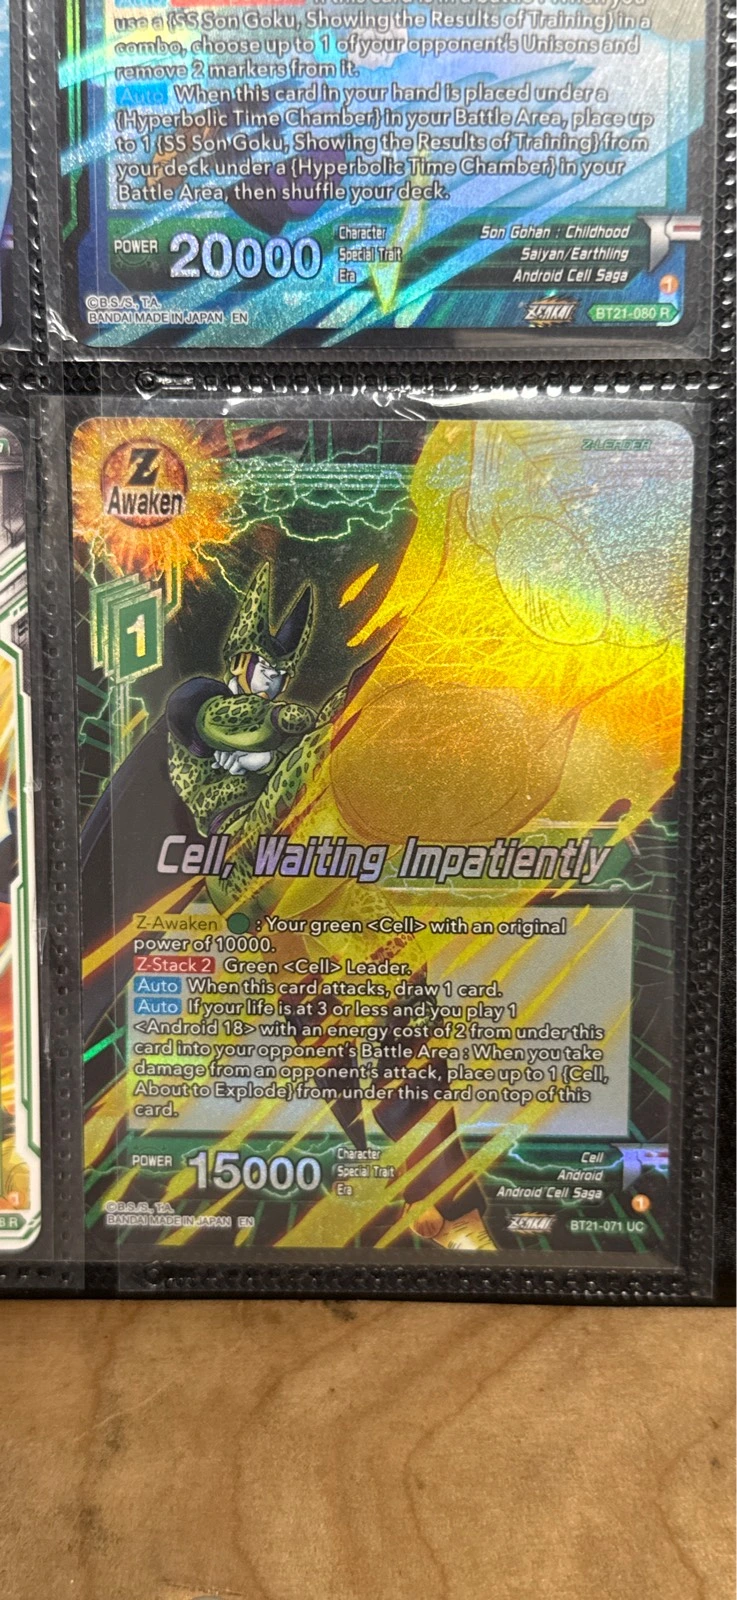 use a {SS Son Goku, Showing the Results of Training} in a
combo, choose up to 1 of your opponent's Unisons and
remove 2 markers from it.
Auto When this card in your hand is placed under a
{Hyperbolic Time Chamber} in your Battle Area, place up
to 1 {SS Son Goku, Showing the Results of Training} from
your deck under a {Hyperbolic Time Chamber} in your
Battle Area, then shuffle your deck.
POWER 20000
Character Son Gohan : Childhood
Special Trait Saiyan/Earthling
Era Android Cell Saga
1
©B.S./S., T.A.
BANDAI MADE IN JAPAN EN
ZENKAI BT21-080 R
Z-LEADER
Z
Awaken
1
Cell, Waiting Impatiently
Z-Awaken : Your green <Cell> with an original
power of 10000.
Z-Stack 2 Green <Cell> Leader.
Auto When this card attacks, draw 1 card.
Auto If your life is at 3 or less and you play 1
<Android 18> with an energy cost of 2 from under this
card into your opponent's Battle Area : When you take
damage from an opponent's attack, place up to 1 {Cell,
About to Explode} from under this card on top of this
card.
POWER 15000
Character Cell
Special Trait Android
Era Android Cell Saga
1
©B.S./S., T.A.
BANDAI MADE IN JAPAN EN
ZENKAI BT21-071 UC